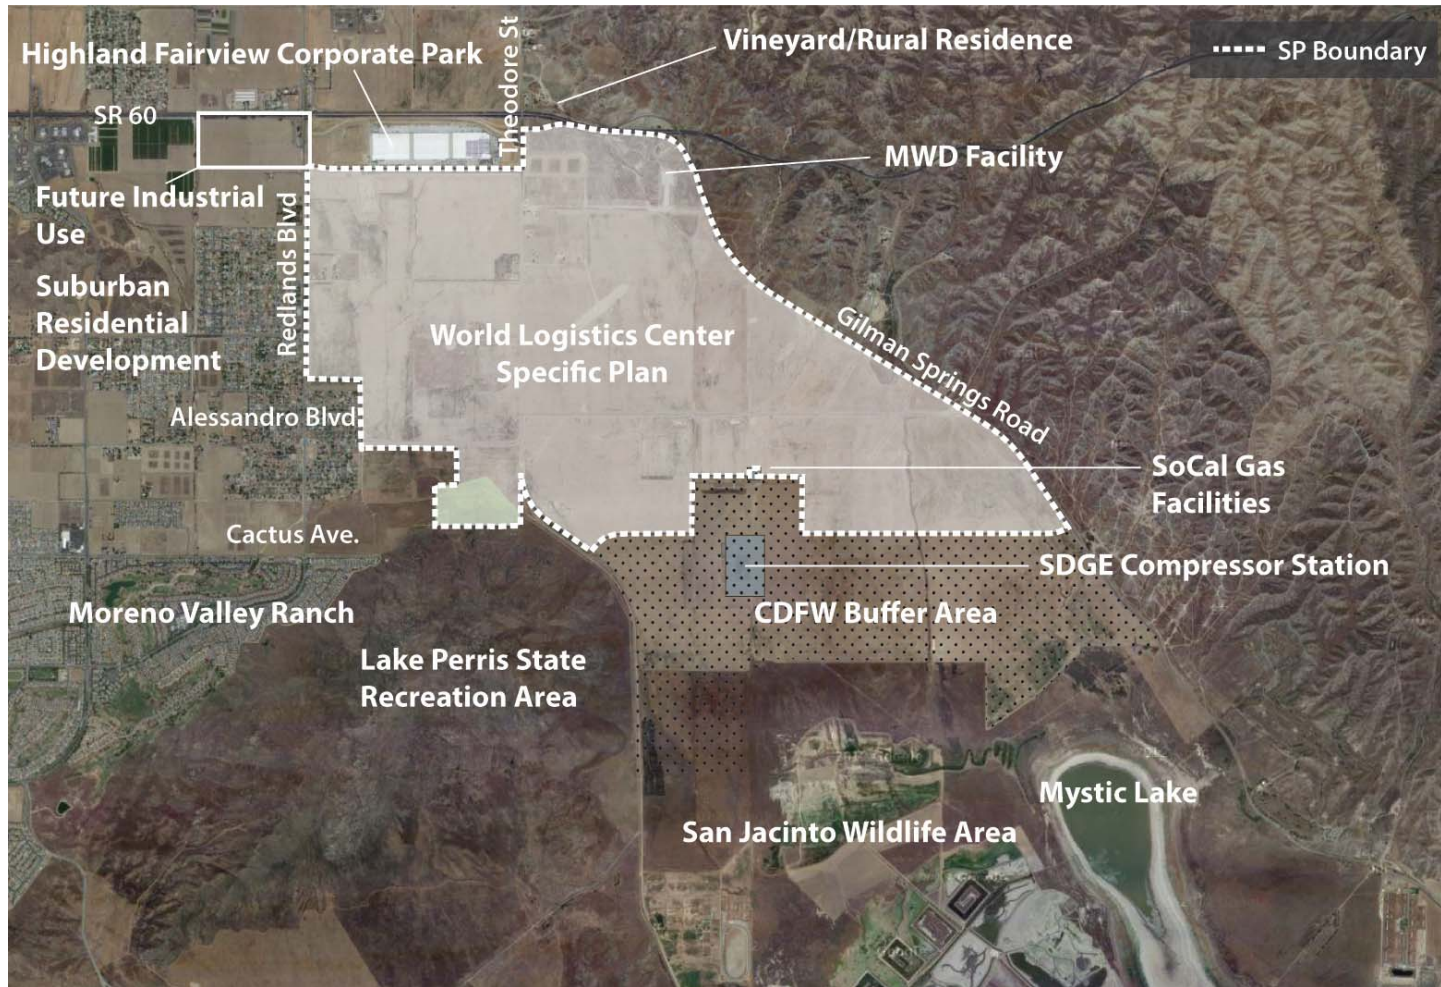 Highland Fairview Corporate Park
Theodore St
Vineyard/Rural Residence
SP Boundary
SR 60
MWD Facility
Future Industrial
Use
Redlands Blvd
Suburban
Residential
Development
World Logistics Center
Specific Plan
Gilman Springs Road
Alessandro Blvd
SoCal Gas
Facilities
Cactus Ave.
SDGE Compressor Station
Moreno Valley Ranch
CDFW Buffer Area
Lake Perris State
Recreation Area
Mystic Lake
San Jacinto Wildlife Area